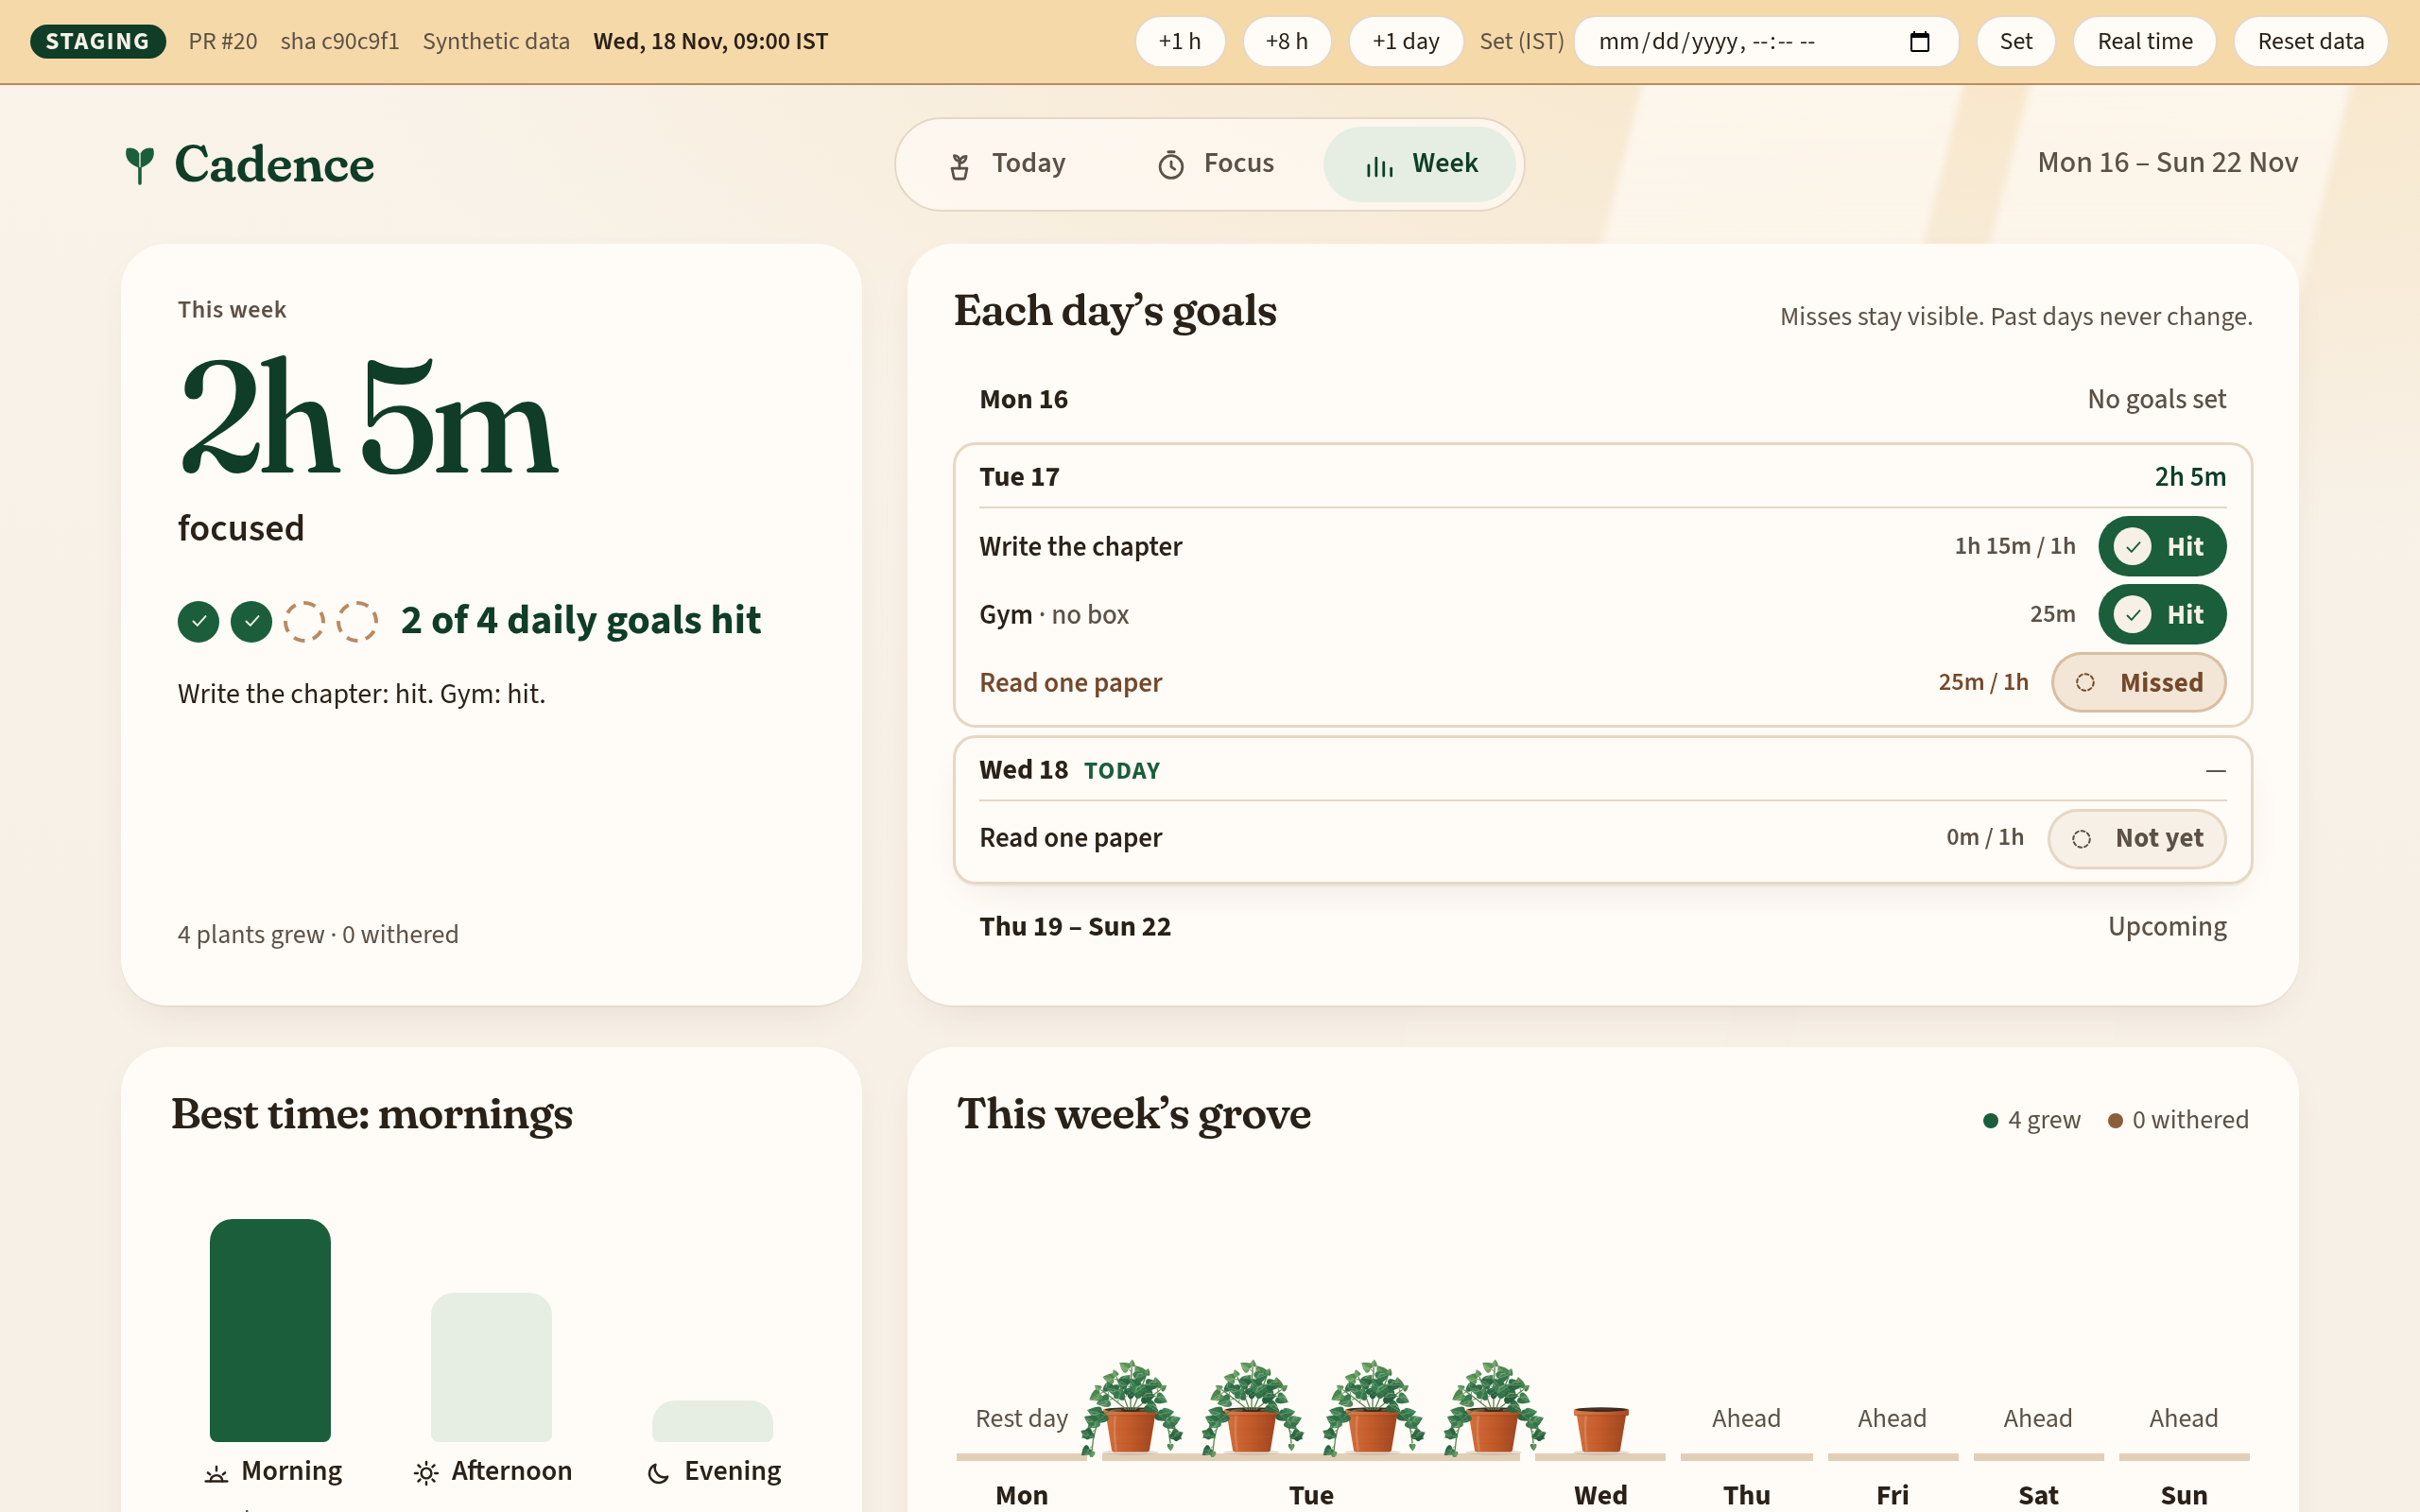 STAGING PR #20 sha c90c9f1 Synthetic data Wed, 18 Nov, 09:00 IST +1 h +8 h +1 day Set (IST) mm/dd/yyyy, --:-- -- Set Real time Reset data
Cadence Today Focus Week Mon 16 – Sun 22 Nov
This week
2h 5m
focused
2 of 4 daily goals hit
Write the chapter: hit. Gym: hit.
4 plants grew · 0 withered
Each day’s goals Misses stay visible. Past days never change.
Mon 16 No goals set
Tue 17 2h 5m
Write the chapter 1h 15m / 1h Hit
Gym · no box 25m Hit
Read one paper 25m / 1h Missed
Wed 18 TODAY —
Read one paper 0m / 1h Not yet
Thu 19 – Sun 22 Upcoming
Best time: mornings
Morning Afternoon Evening
This week’s grove 4 grew 0 withered
Rest day Ahead Ahead Ahead Ahead
Mon Tue Wed Thu Fri Sat Sun